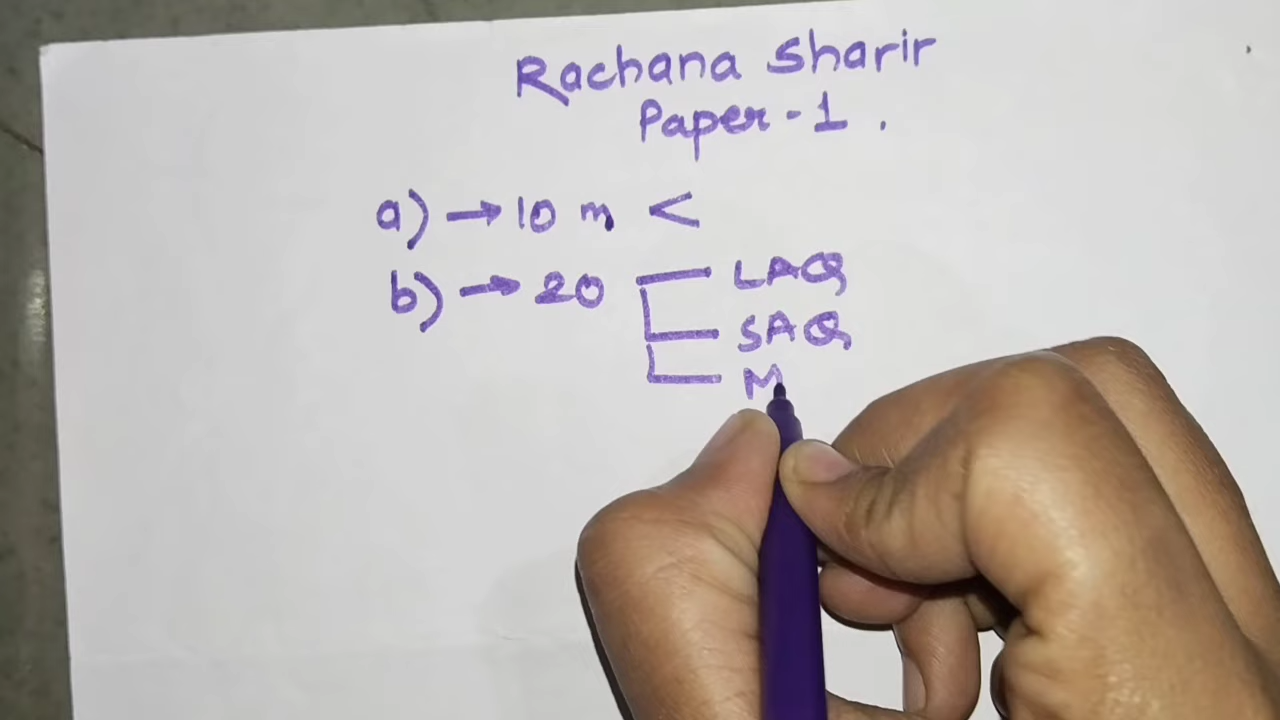 Rachana Sharir
Paper - 1 .
a) → 10 m <
b) → 20
LAQ
SAQ
M